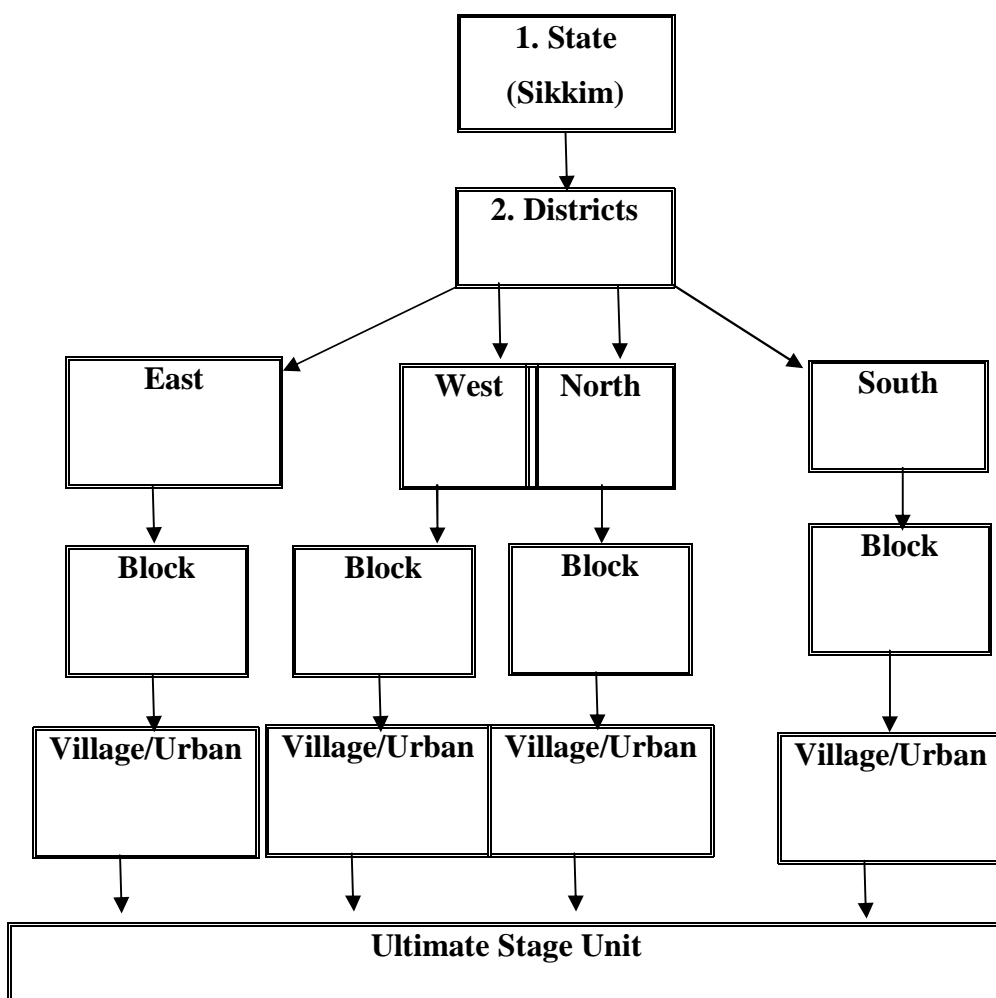 1. State
(Sikkim)
2. Districts
East
West
North
South
Block
Block
Block
Block
Village/Urban
Village/Urban
Village/Urban
Village/Urban
Ultimate Stage Unit